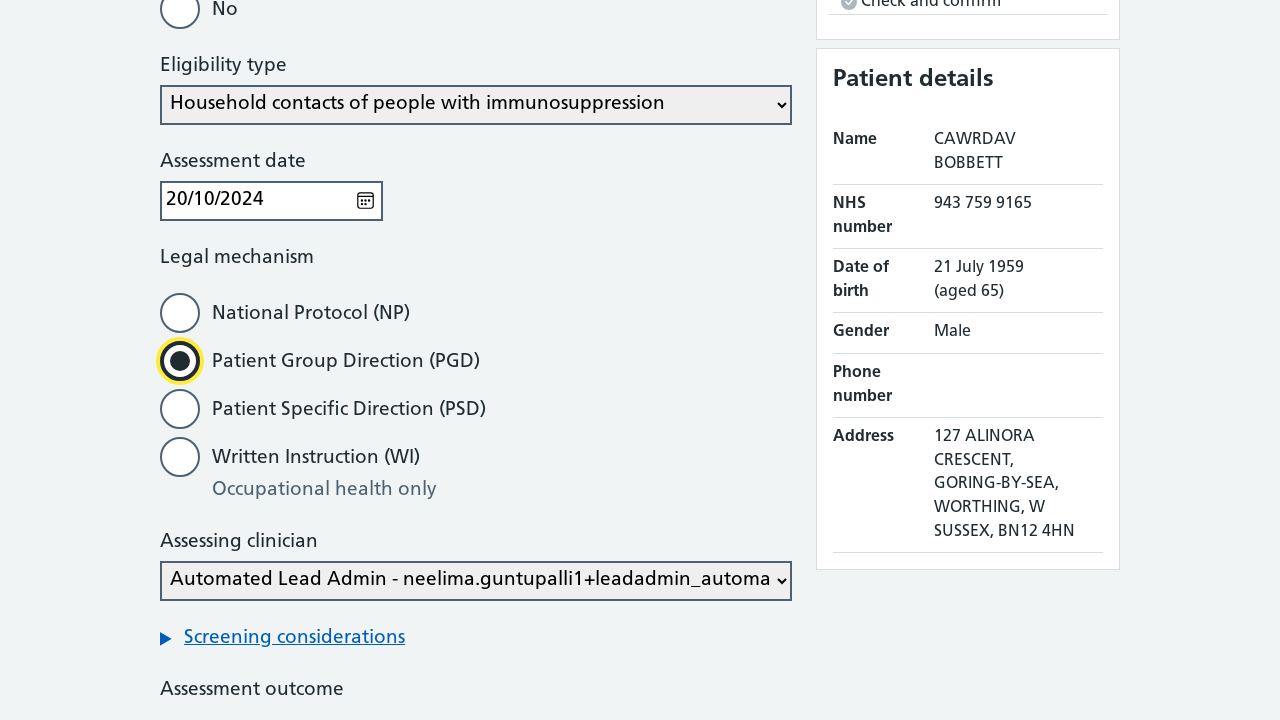 No
Eligibility type
Household contacts of people with immunosuppression
Assessment date
20/10/2024
Legal mechanism
National Protocol (NP)
Patient Group Direction (PGD)
Patient Specific Direction (PSD)
Written Instruction (WI)
Occupational health only
Assessing clinician
Automated Lead Admin - neelima.guntupalli1+leadadmin_automa
Screening considerations
Assessment outcome
Check and confirm
Patient details
Name CAWRDAV
BOBBETT
NHS 943 759 9165
number
Date of 21 July 1959
birth (aged 65)
Gender Male
Phone
number
Address 127 ALINORA
CRESCENT,
GORING-BY-SEA,
WORTHING, W
SUSSEX, BN12 4HN